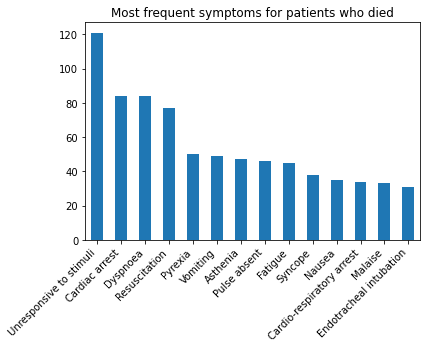 Most frequent symptoms for patients who died
120
100
80
60
40
20
0
Unresponsive to stimuli
Cardiac arrest
Dyspnoea
Resuscitation
Pyrexia
Vomiting
Asthenia
Pulse absent
Fatigue
Syncope
Nausea
Cardio-respiratory arrest
Malaise
Endotracheal intubation